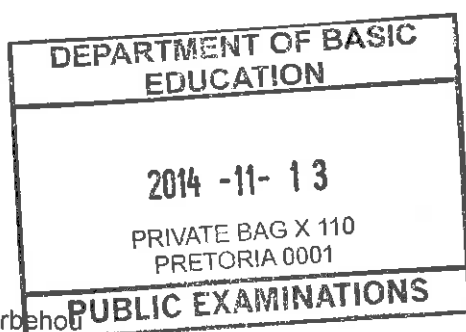 DEPARTMENT OF BASIC
EDUCATION
2014 -11- 13
PRIVATE BAG X 110
PRETORIA 0001
PUBLIC EXAMINATIONS